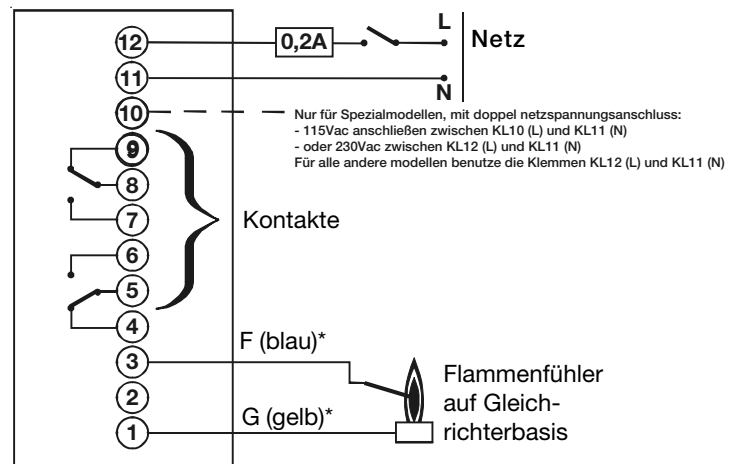 12 0,2A L Netz
11 N
10 Nur für Spezialmodellen, mit doppel netzspannungsanschluss:
- 115Vac anschließen zwischen KL10 (L) und KL11 (N)
- oder 230Vac zwischen KL12 (L) und KL11 (N)
Für alle andere modellen benutze die Klemmen KL12 (L) und KL11 (N)
9
8
7 Kontakte
6
5
4
F (blau)*
3
Flammenfühler
2 auf Gleich-
G (gelb)*
1 richterbasis